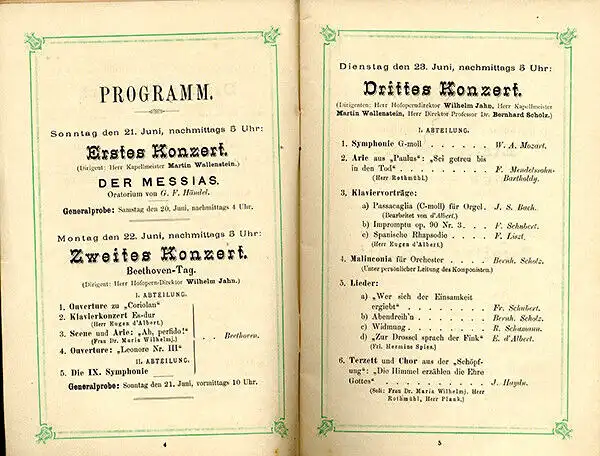 PROGRAMM.
Sonntag den 21. Juni, nachmittags 5 Uhr:
Erstes Konzert.
(Dirigent: Herr Kapellmeister Martin Wallenstein.)
DER MESSIAS.
Oratorium von G. F. Händel.
Generalprobe: Samstag den 20. Juni, nachmittags 4 Uhr.
Montag den 22. Juni, nachmittags 5 Uhr:
Zweites Konzert.
Beethoven-Tag.
(Dirigent: Herr Hofopern-Direktor Wilhelm Jahn.)
I. ABTEILUNG.
1. Ouverture zu „Coriolan“
2. Klavierkonzert Es-dur
(Herr Eugen d'Albert.)
3. Scene und Arie: „Ah, perfido!“
(Frau Dr. Maria Wilhelmj.)
4. Ouverture: „Leonore Nr. III“
Beethoven.
II. ABTEILUNG.
5. Die IX. Symphonie
Generalprobe: Sonntag den 21. Juni, vormittags 10 Uhr.
4
Dienstag den 23. Juni, nachmittags 5 Uhr:
Drittes Konzert.
(Dirigenten: Herr Hofoperndirektor Wilhelm Jahn, Herr Kapellmeister
Martin Wallenstein, Herr Direktor Professor Dr. Bernhard Scholz.)
I. ABTEILUNG.
1. Symphonie G-moll . . . . . . W. A. Mozart.
2. Arie aus „Paulus“: „Sei getreu bis
in den Tod“ . . . . . . . . F. Mendelssohn-
(Herr Rothmühl.) Bartholdy.
3. Klaviervorträge:
a) Passacaglia (C-moll) für Orgel. J. S. Bach.
(Bearbeitet von d'Albert.)
b) Impromptu op. 90 Nr. 3 . . . F. Schubert.
c) Spanische Rhapsodie . . . . F. Liszt.
(Herr Eugen d'Albert.)
4. Malinconia für Orchester . . . . Bernh. Scholz.
(Unter persönlicher Leitung des Komponisten.)
5. Lieder:
a) „Wer sich der Einsamkeit
ergiebt“ . . . . . . . . Fr. Schubert.
b) Abendreih'n . . . . . . . Bernh. Scholz.
c) Widmung . . . . . . . . R. Schumann.
d) „Zur Drossel sprach der Fink“ E. d'Albert.
(Frl. Hermine Spies.)
6. Terzett und Chor aus der „Schöpf-
ung“: „Die Himmel erzählen die Ehre
Gottes“ . . . . . . . . . . J. Haydn.
(Soli: Frau Dr. Maria Wilhelmj, Herr
Rothmühl, Herr Plank.)
5